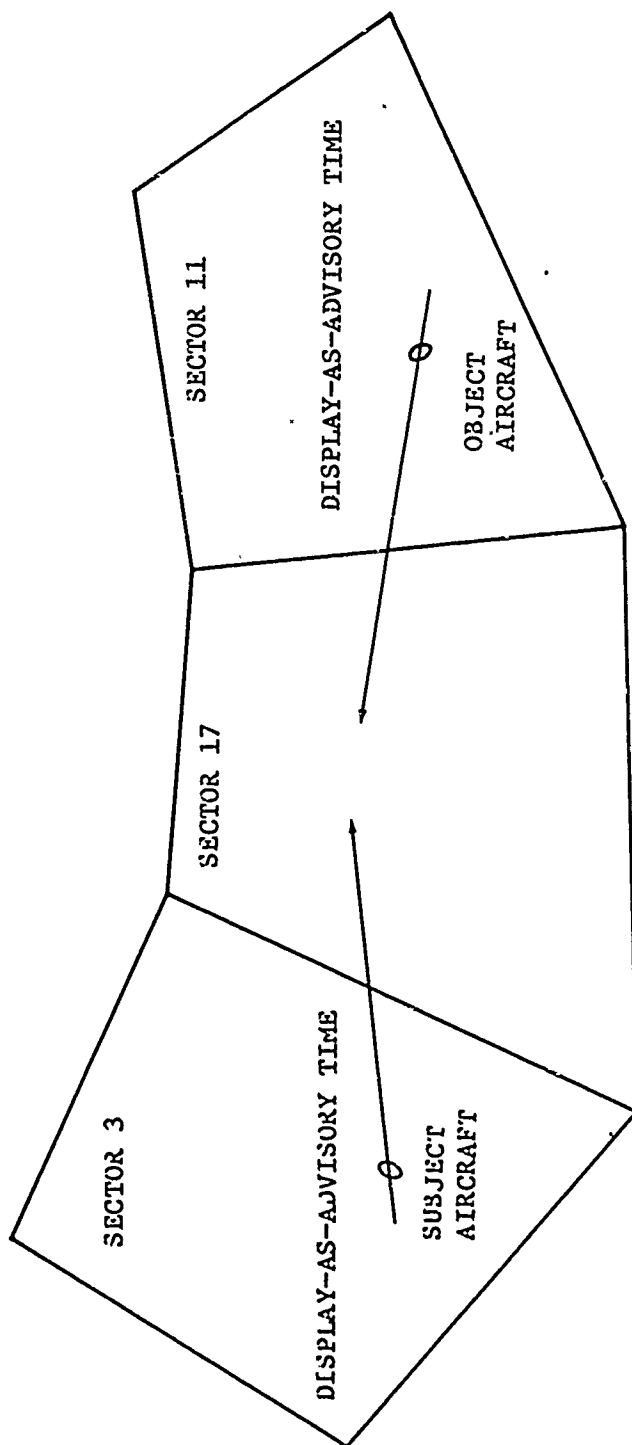 SECTOR 3
DISPLAY-AS-ADVISORY TIME
SUBJECT
AIRCRAFT
SECTOR 17
SECTOR 11
DISPLAY-AS-ADVISORY TIME
OBJECT
AIRCRAFT